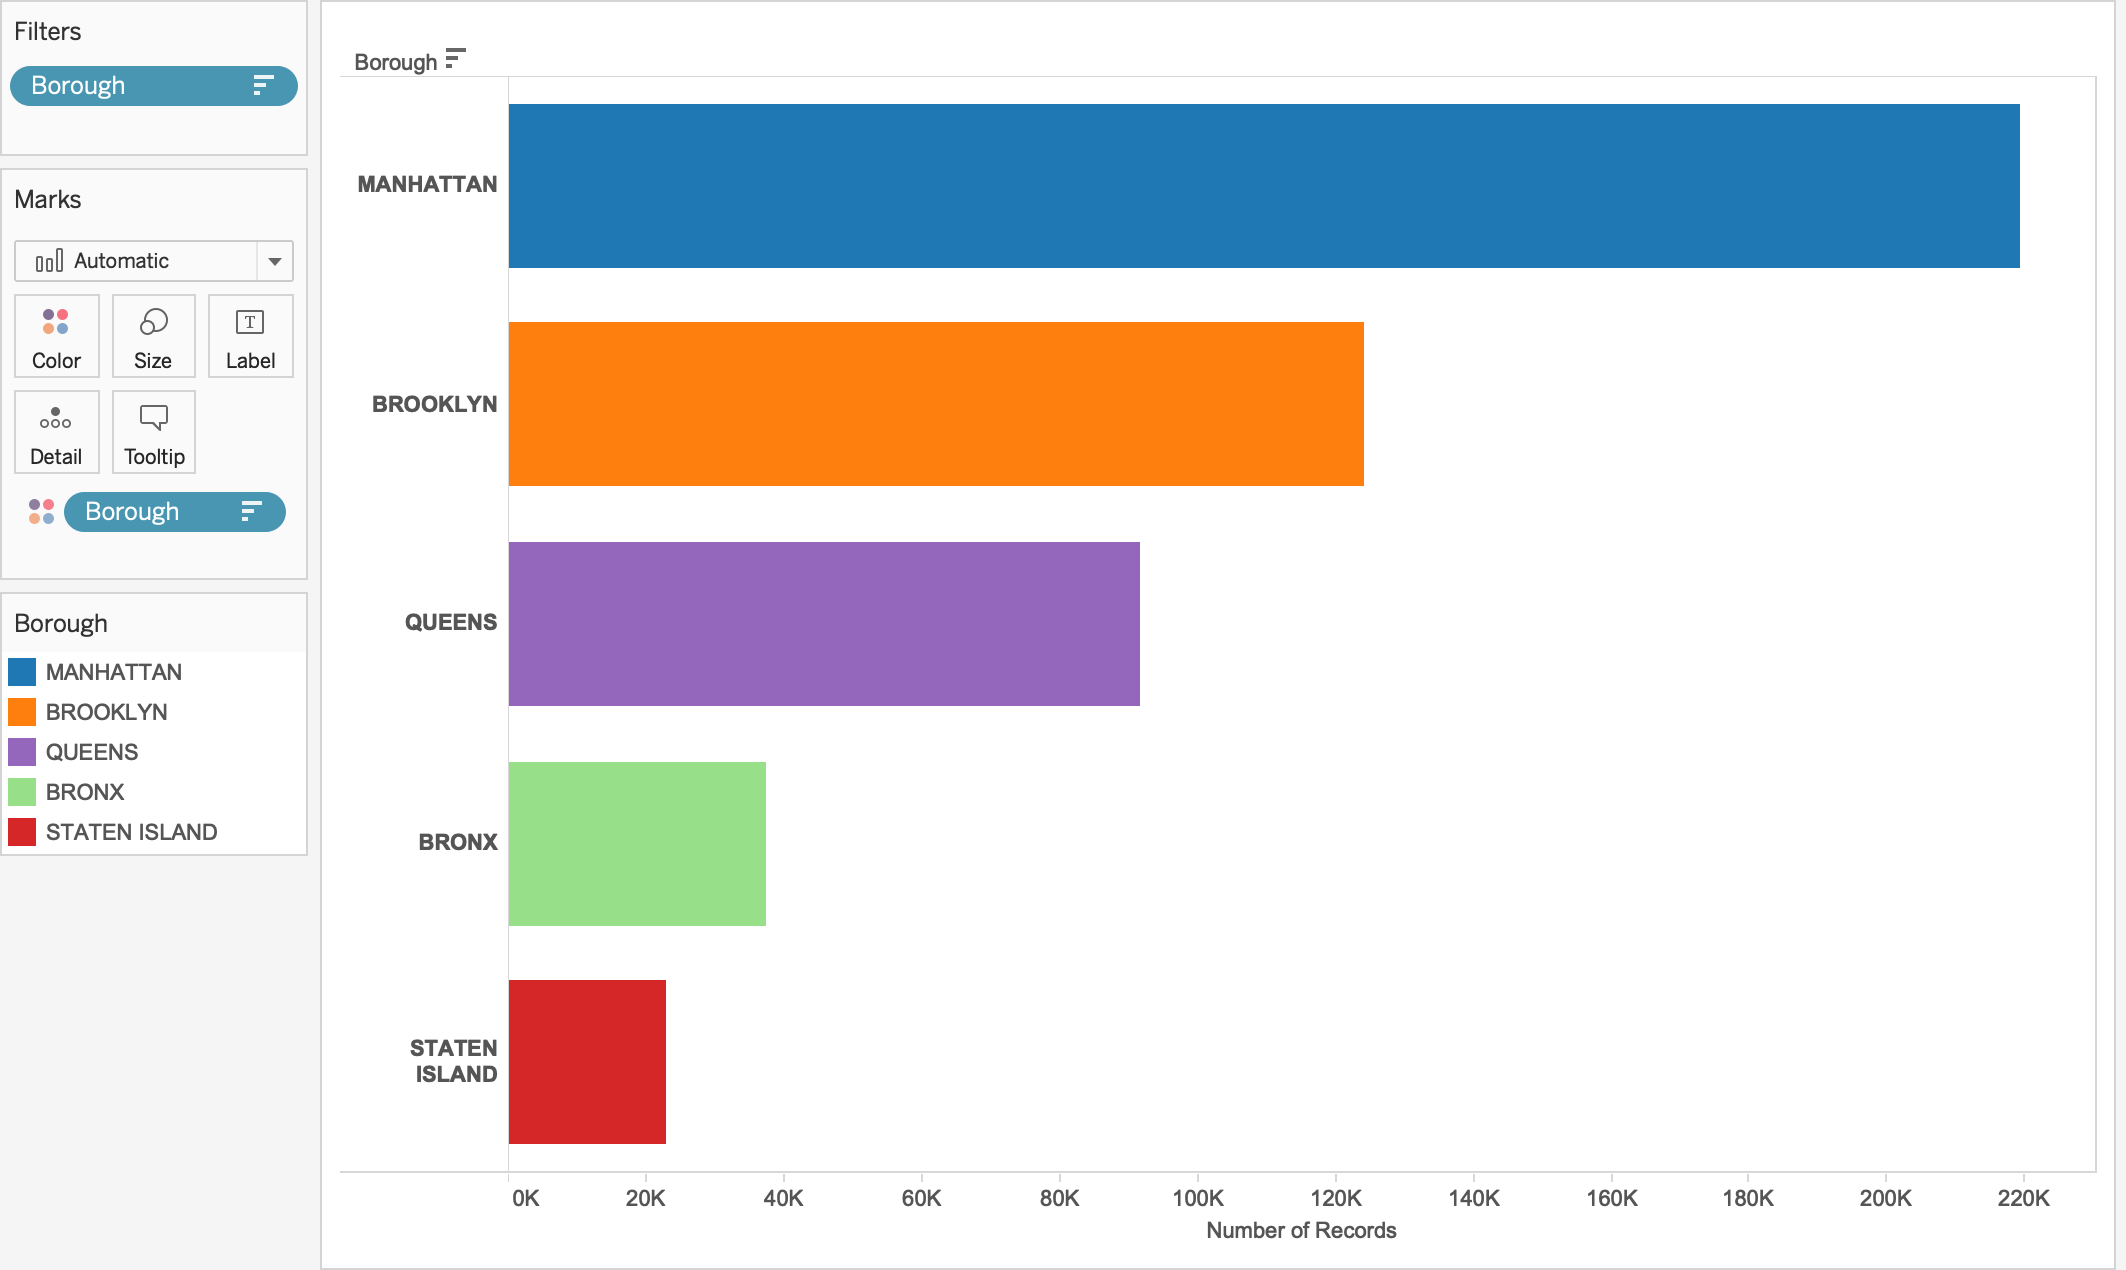 Filters
Borough
Marks
Automatic
Color Size Label
T
Detail Tooltip
Borough
Borough
MANHATTAN
BROOKLYN
QUEENS
BRONX
STATEN ISLAND
Borough
MANHATTAN
BROOKLYN
QUEENS
BRONX
STATEN
ISLAND
0K 20K 40K 60K 80K 100K 120K 140K 160K 180K 200K 220K
Number of Records